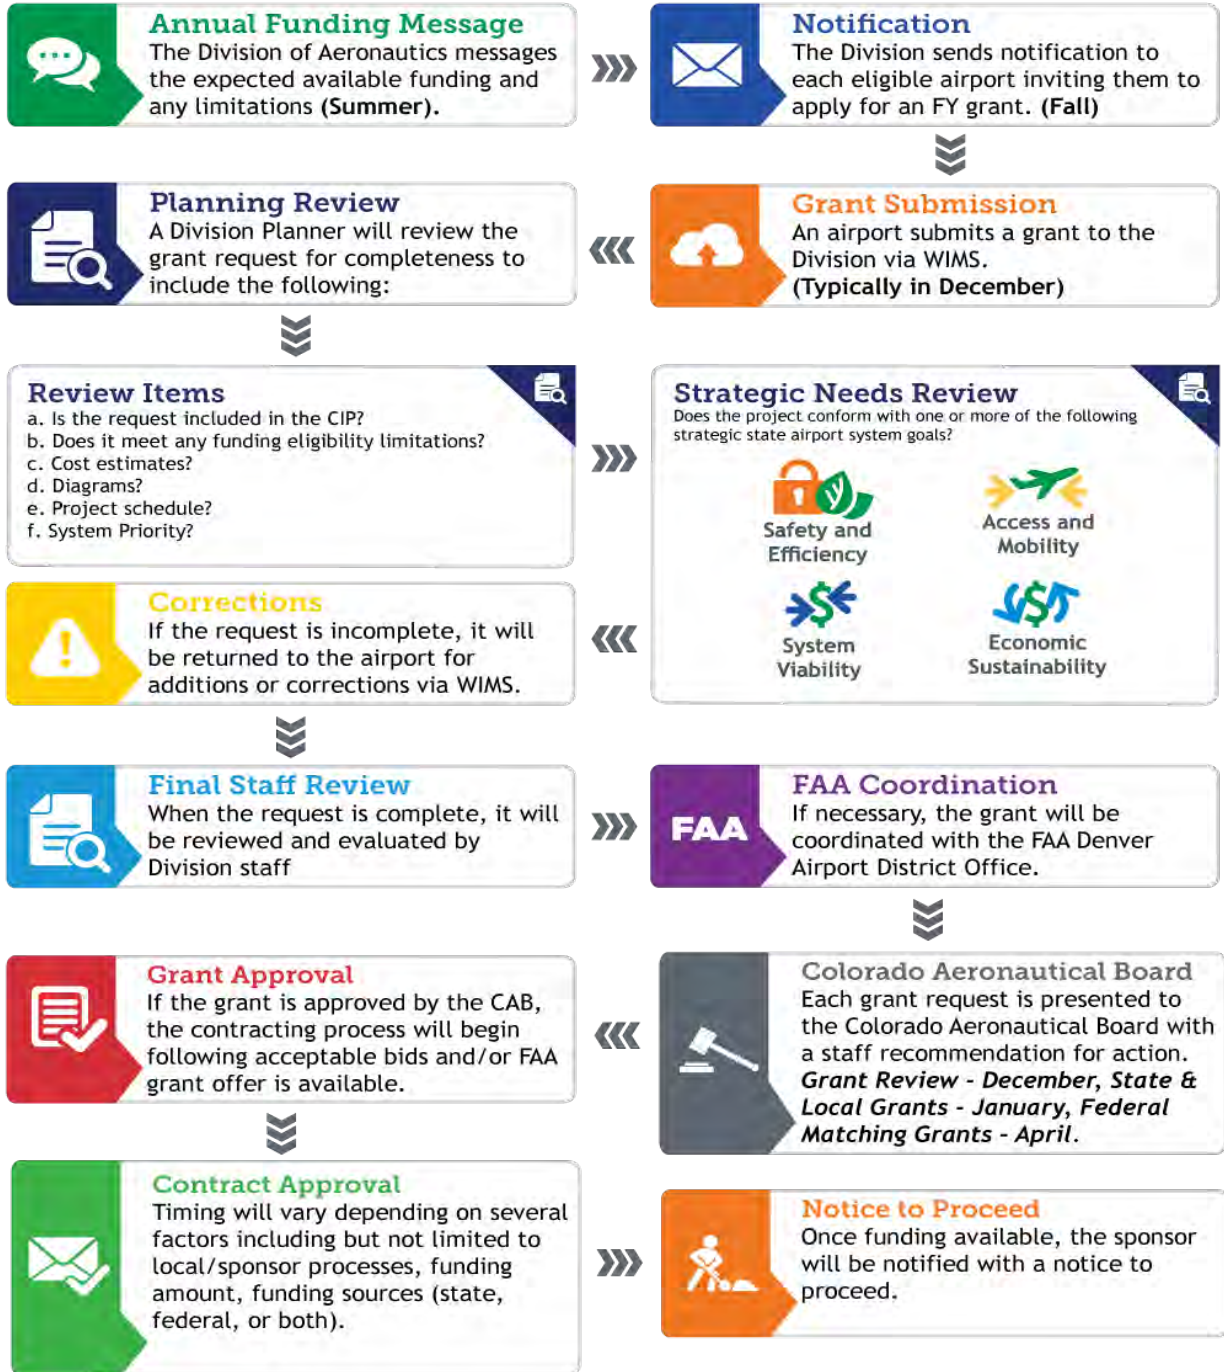 Annual Funding Message
The Division of Aeronautics messages
the expected available funding and
any limitations (Summer).
Notification
The Division sends notification to
each eligible airport inviting them to
apply for an FY grant. (Fall)
Grant Submission
An airport submits a grant to the
Division via WIMS.
(Typically in December)
Planning Review
A Division Planner will review the
grant request for completeness to
include the following:
Review Items
a. Is the request included in the CIP?
b. Does it meet any funding eligibility limitations?
c. Cost estimates?
d. Diagrams?
e. Project schedule?
f. System Priority?
Strategic Needs Review
Does the project conform with one or more of the following
strategic state airport system goals?
Safety and
Efficiency
Access and
Mobility
System
Viability
Economic
Sustainability
Corrections
If the request is incomplete, it will
be returned to the airport for
additions or corrections via WIMS.
Final Staff Review
When the request is complete, it will
be reviewed and evaluated by
Division staff
FAA
FAA Coordination
If necessary, the grant will be
coordinated with the FAA Denver
Airport District Office.
Colorado Aeronautical Board
Each grant request is presented to
the Colorado Aeronautical Board with
a staff recommendation for action.
Grant Review - December, State &
Local Grants - January, Federal
Matching Grants - April.
Grant Approval
If the grant is approved by the CAB,
the contracting process will begin
following acceptable bids and/or FAA
grant offer is available.
Contract Approval
Timing will vary depending on several
factors including but not limited to
local/sponsor processes, funding
amount, funding sources (state,
federal, or both).
Notice to Proceed
Once funding available, the sponsor
will be notified with a notice to
proceed.